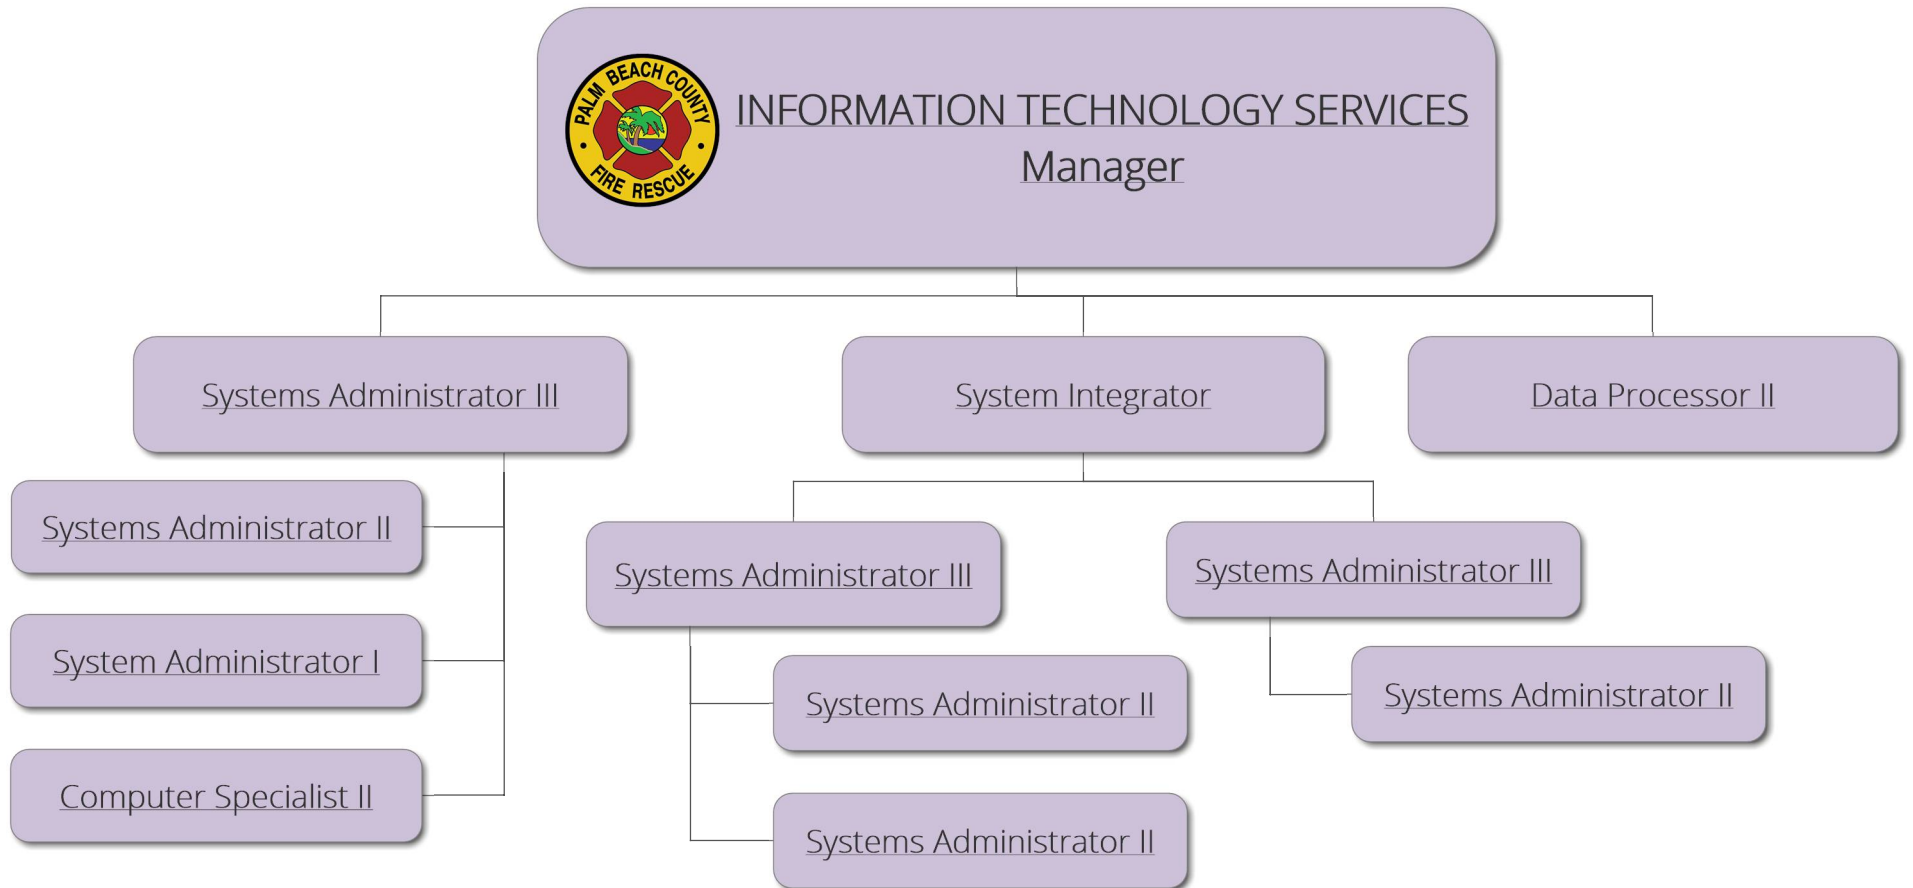 PALM BEACH COUNTY
FIRE RESCUE
INFORMATION TECHNOLOGY SERVICES
Manager
Systems Administrator III
System Integrator
Data Processor II
Systems Administrator II
System Administrator I
Computer Specialist II
Systems Administrator III
Systems Administrator II
Systems Administrator II
Systems Administrator III
Systems Administrator II